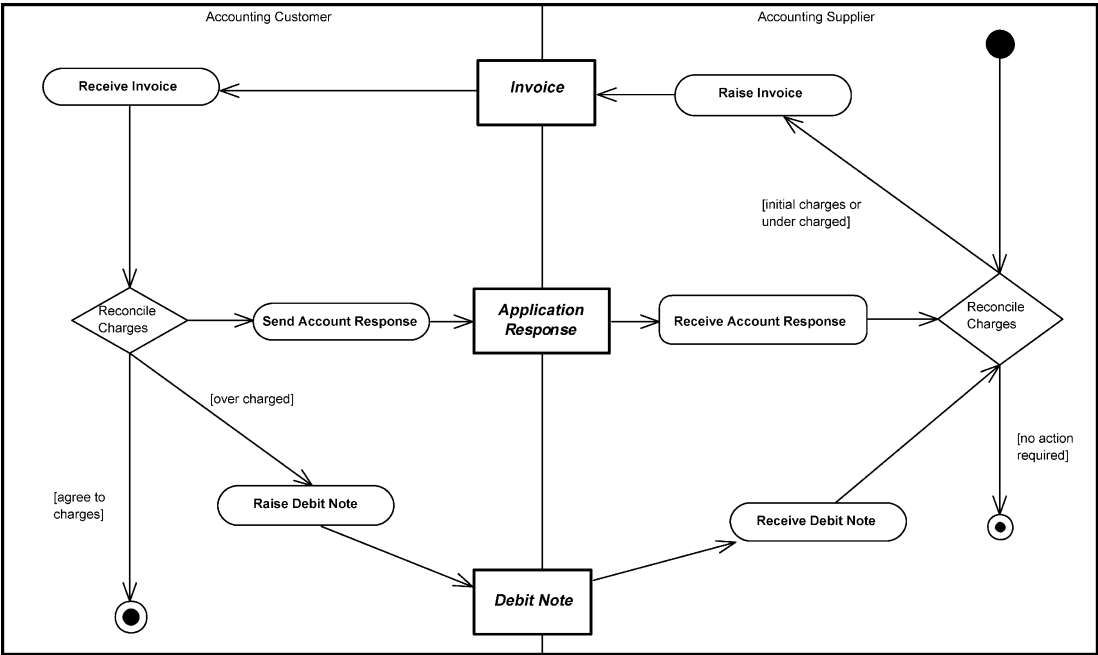 Accounting Customer
Accounting Supplier
Receive Invoice
Invoice
Raise Invoice
[initial charges or
under charged]
Reconcile
Charges
Send Account Response
Application
Response
Receive Account Response
Reconcile
Charges
[over charged]
[no action
required]
[agree to
charges]
Raise Debit Note
Receive Debit Note
Debit Note